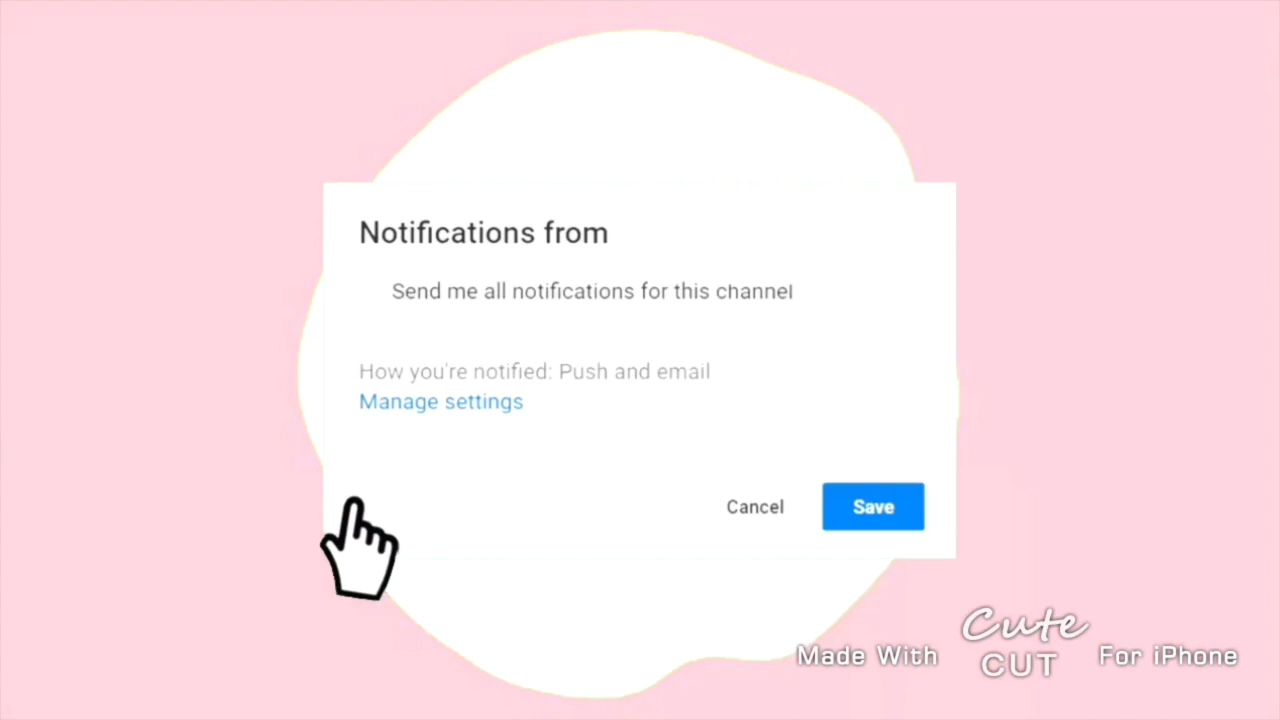 Notifications from
Send me all notifications for this channel
How you're notified: Push and email
Manage settings
Cancel
Save
Made With Cute CUT For iPhone